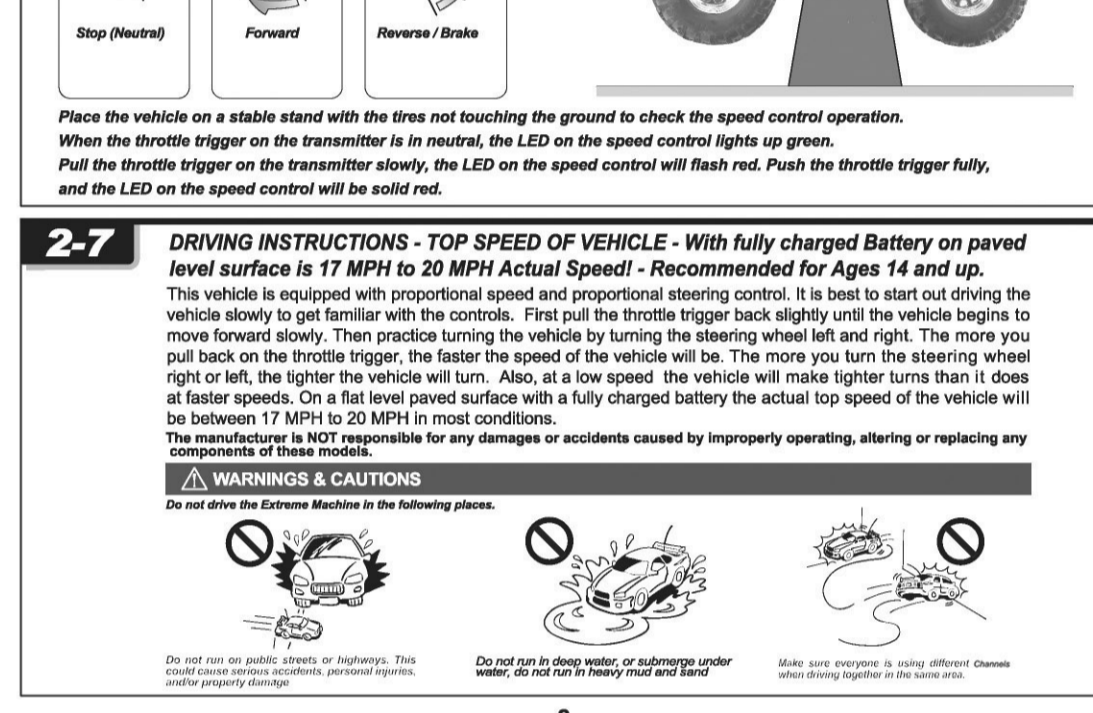 Stop (Neutral)
Forward
Reverse / Brake
Place the vehicle on a stable stand with the tires not touching the ground to check the speed control operation.
When the throttle trigger on the transmitter is in neutral, the LED on the speed control lights up green.
Pull the throttle trigger on the transmitter slowly, the LED on the speed control will flash red. Push the throttle trigger fully,
and the LED on the speed control will be solid red.
2-7
DRIVING INSTRUCTIONS - TOP SPEED OF VEHICLE - With fully charged Battery on paved
level surface is 17 MPH to 20 MPH Actual Speed! - Recommended for Ages 14 and up.
This vehicle is equipped with proportional speed and proportional steering control. It is best to start out driving the
vehicle slowly to get familiar with the controls. First pull the throttle trigger back slightly until the vehicle begins to
move forward slowly. Then practice turning the vehicle by turning the steering wheel left and right. The more you
pull back on the throttle trigger, the faster the speed of the vehicle will be. The more you turn the steering wheel
right or left, the tighter the vehicle will turn. Also, at a low speed the vehicle will make tighter turns than it does
at faster speeds. On a flat level paved surface with a fully charged battery the actual top speed of the vehicle will
be between 17 MPH to 20 MPH in most conditions.
The manufacturer is NOT responsible for any damages or accidents caused by improperly operating, altering or replacing any
components of these models.
WARNINGS & CAUTIONS
Do not drive the Extreme Machine in the following places.
Do not run on public streets or highways. This
could cause serious accidents, personal injuries,
and/or property damage
Do not run in deep water, or submerge under
water, do not run in heavy mud and sand
Make sure everyone is using different Channels
when driving together in the same area.